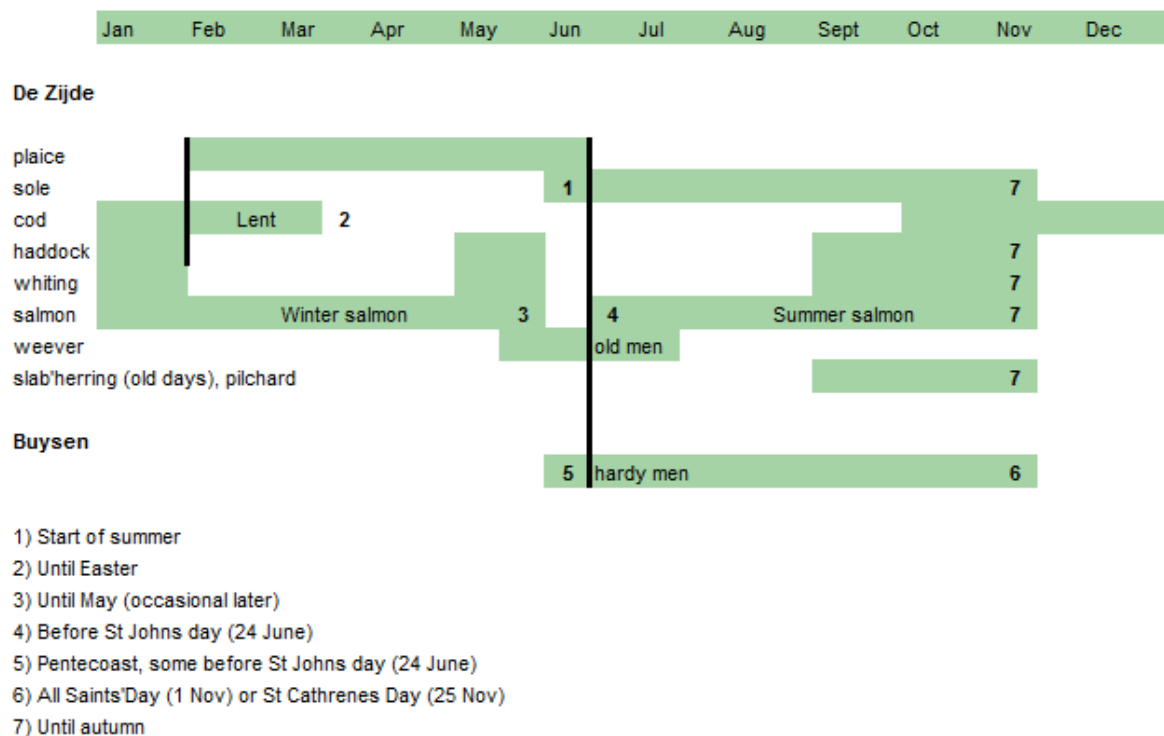 Jan Feb Mar Apr May Jun Jul Aug Sept Oct Nov Dec
De Zijde
plaice
sole 1 7
cod Lent 2
haddock 7
whiting 7
salmon Winter salmon 3 4 Summer salmon 7
weever old men
slab'herring (old days), pilchard 7
Buysen
5 hardy men 6
1) Start of summer
2) Until Easter
3) Until May (occasional later)
4) Before St Johns day (24 June)
5) Pentecoast, some before St Johns day (24 June)
6) All Saints'Day (1 Nov) or St Cathrenes Day (25 Nov)
7) Until autumn